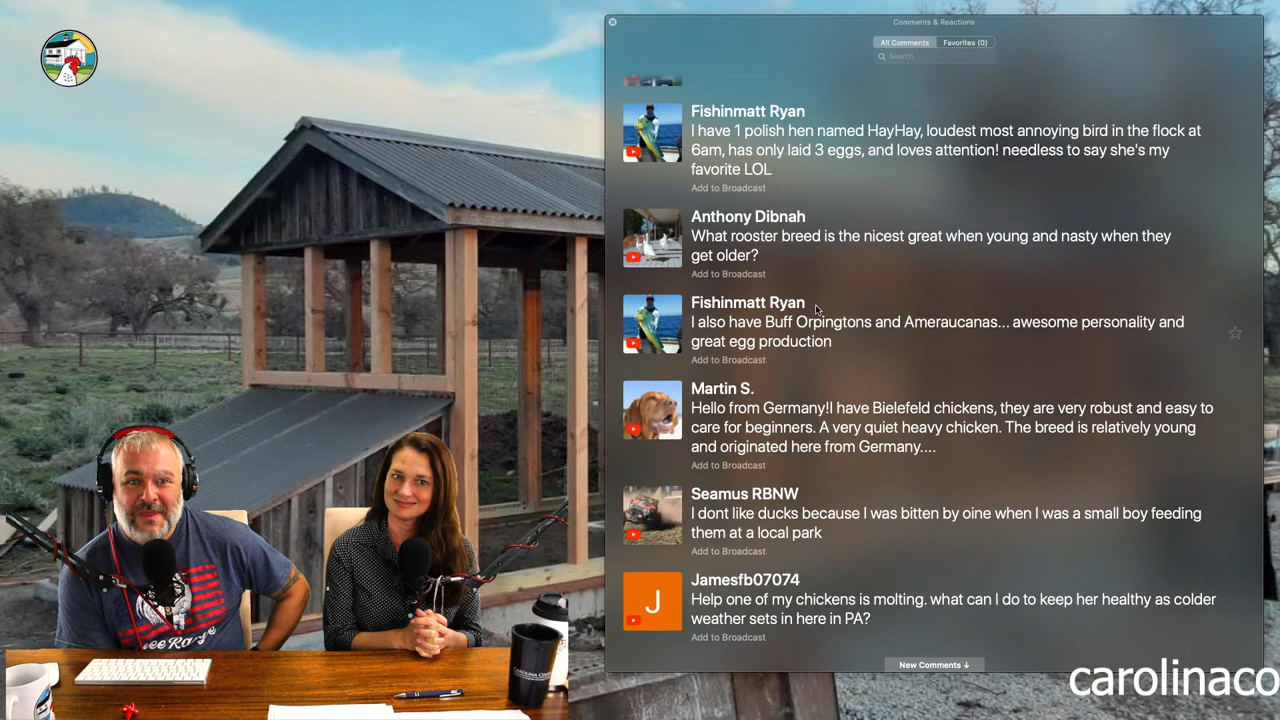 Comments & Reactions
All Comments
Favorites (0)
Search
Fishinmatt Ryan
I have 1 polish hen named HayHay, loudest most annoying bird in the flock at
6am, has only laid 3 eggs, and loves attention! needless to say she's my
favorite LOL
Add to Broadcast
Anthony Dibnah
What rooster breed is the nicest great when young and nasty when they
get older?
Add to Broadcast
Fishinmatt Ryan
I also have Buff Orpingtons and Ameraucanas... awesome personality and
great egg production
Add to Broadcast
Martin S.
Hello from Germany!I have Bielefeld chickens, they are very robust and easy to
care for beginners. A very quiet heavy chicken. The breed is relatively young
and originated here from Germany....
Add to Broadcast
Seamus RBNW
I dont like ducks because I was bitten by oine when I was a small boy feeding
them at a local park
Add to Broadcast
J
Jamesfb07074
Help one of my chickens is molting. what can I do to keep her healthy as colder
weather sets in here in PA?
Add to Broadcast
New Comments ↓
carolinaco